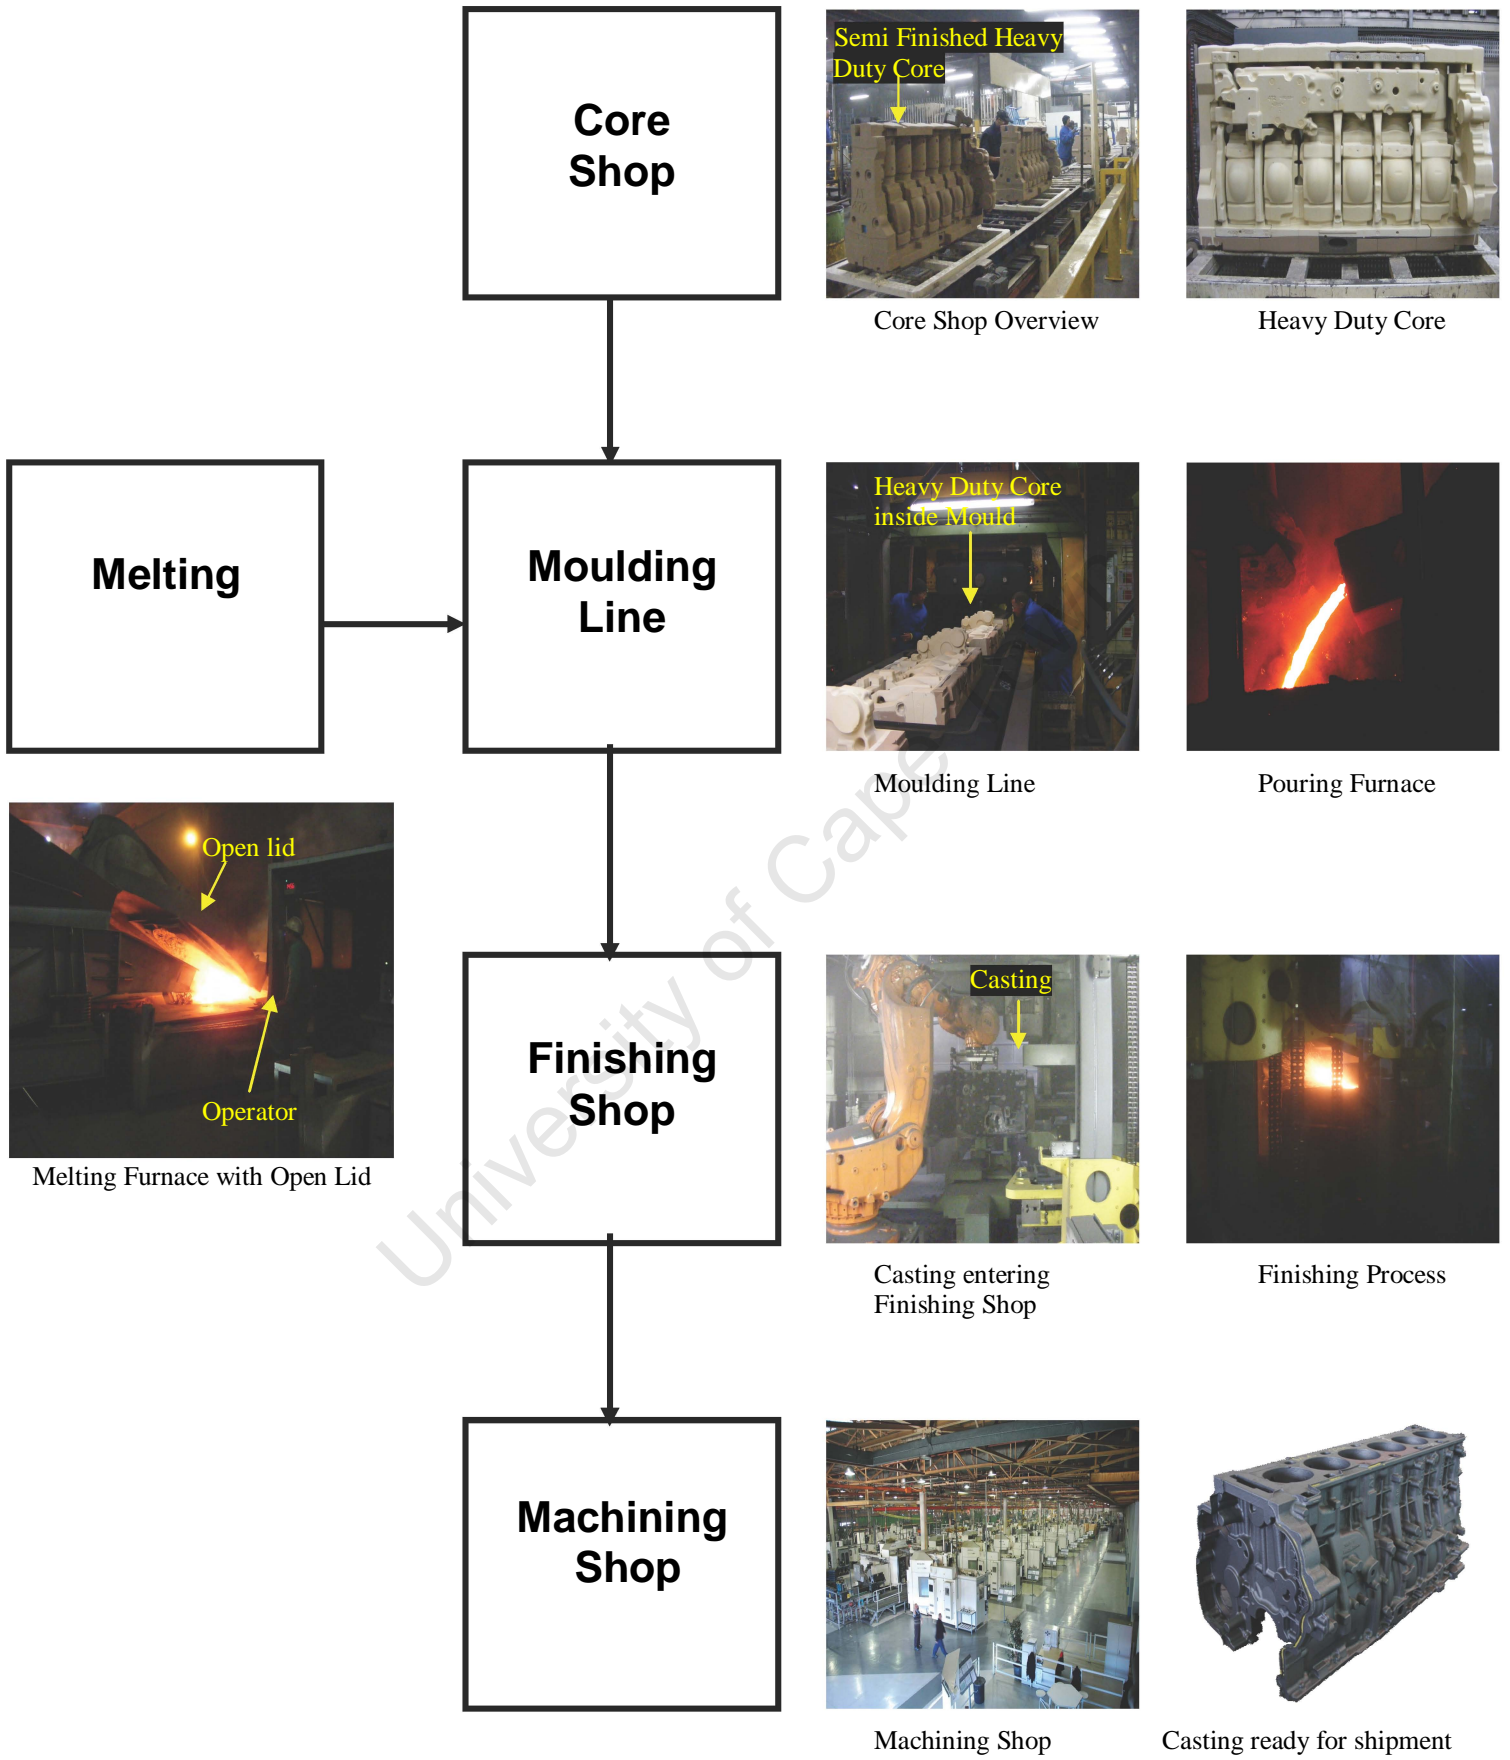 Core
Shop
Semi Finished Heavy
Duty Core
Core Shop Overview
Heavy Duty Core
Melting
Moulding
Line
Heavy Duty Core
inside Mould
Moulding Line
Pouring Furnace
Open lid
Operator
Melting Furnace with Open Lid
Finishing
Shop
Casting
Casting entering
Finishing Shop
Finishing Process
Machining
Shop
Machining Shop
Casting ready for shipment
University of Cape